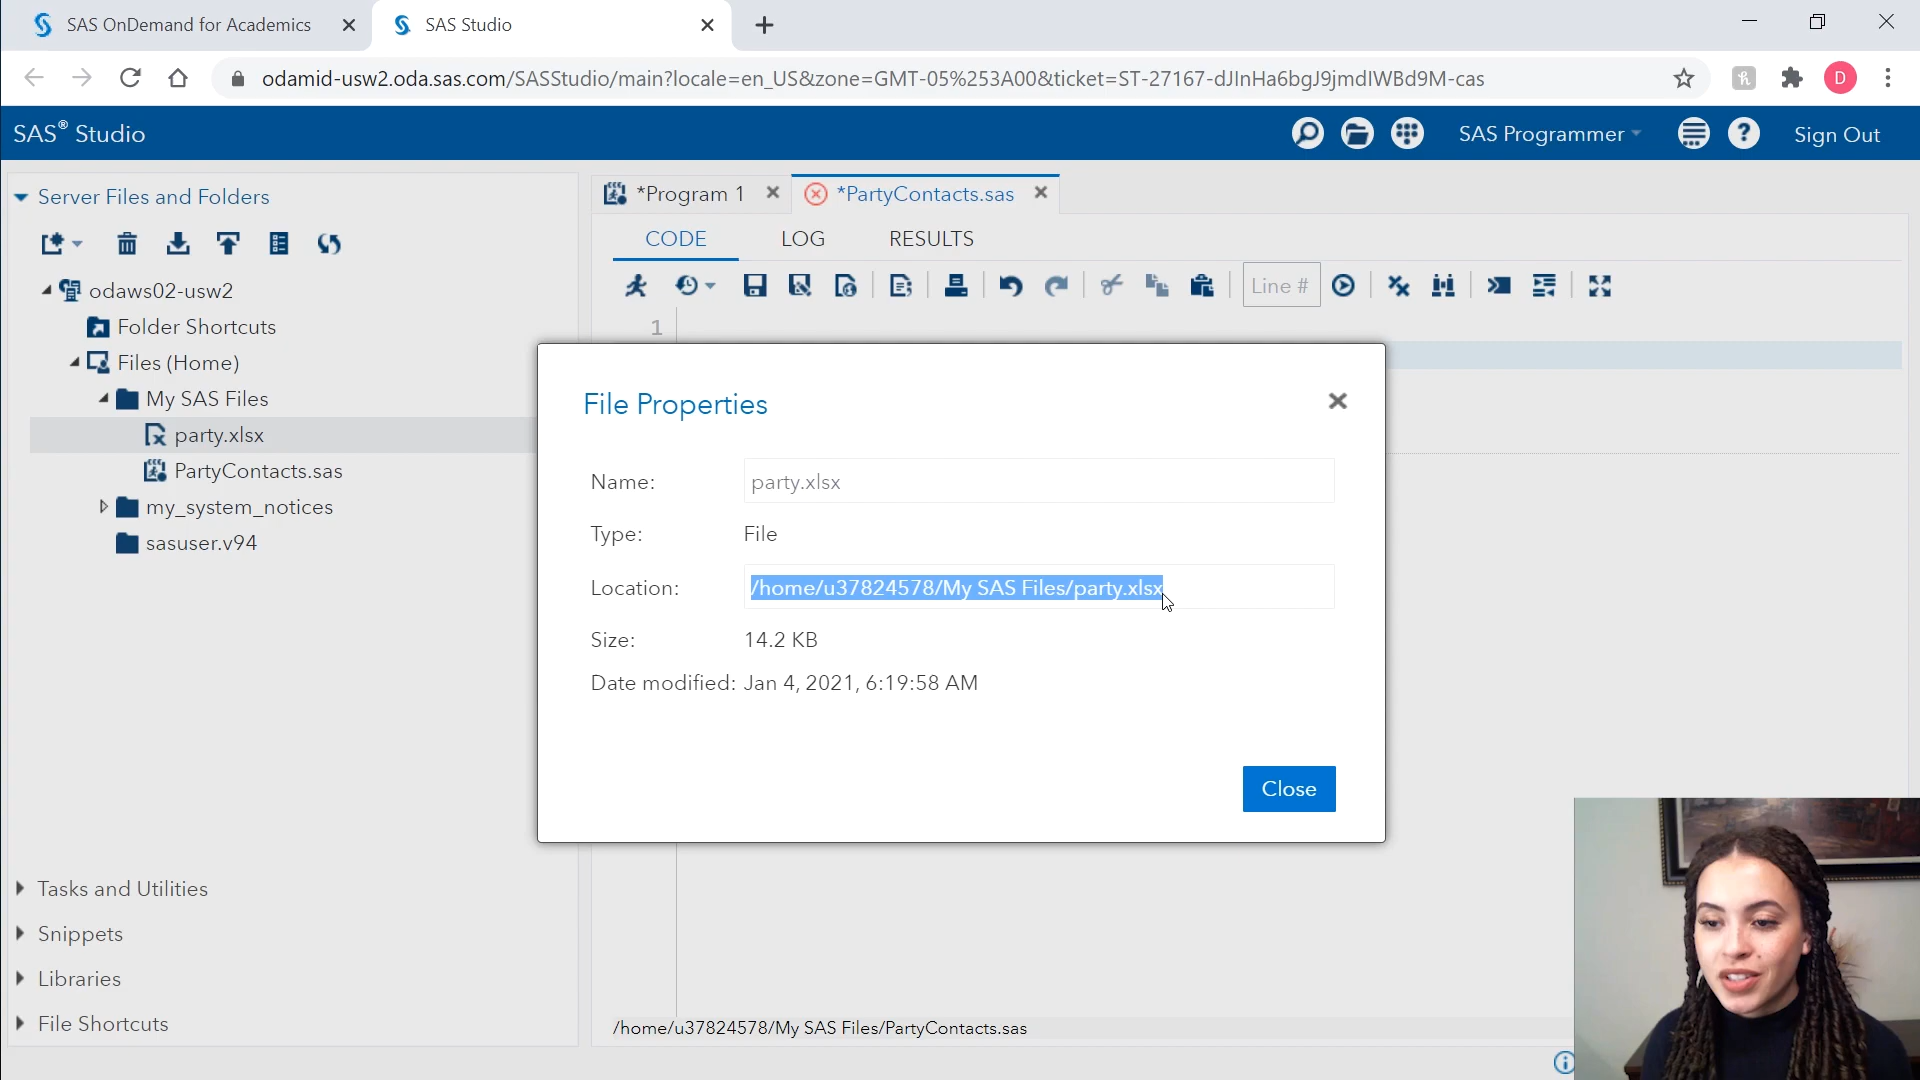 SAS OnDemand for Academics
SAS Studio
odamid-usw2.oda.sas.com/SASStudio/main?locale=en_US&zone=GMT-05%253A00&ticket=ST-27167-dJInHa6bgJ9jmdIWBd9M-cas
D
SAS® Studio
SAS Programmer
Sign Out
Server Files and Folders
odaws02-usw2
Folder Shortcuts
Files (Home)
My SAS Files
party.xlsx
PartyContacts.sas
my_system_notices
sasuser.v94
Tasks and Utilities
Snippets
Libraries
File Shortcuts
*Program 1
*PartyContacts.sas
CODE LOG RESULTS
Line #
1
File Properties
Name: party.xlsx
Type: File
Location: /home/u37824578/My SAS Files/party.xlsx
Size: 14.2 KB
Date modified: Jan 4, 2021, 6:19:58 AM
Close
/home/u37824578/My SAS Files/PartyContacts.sas